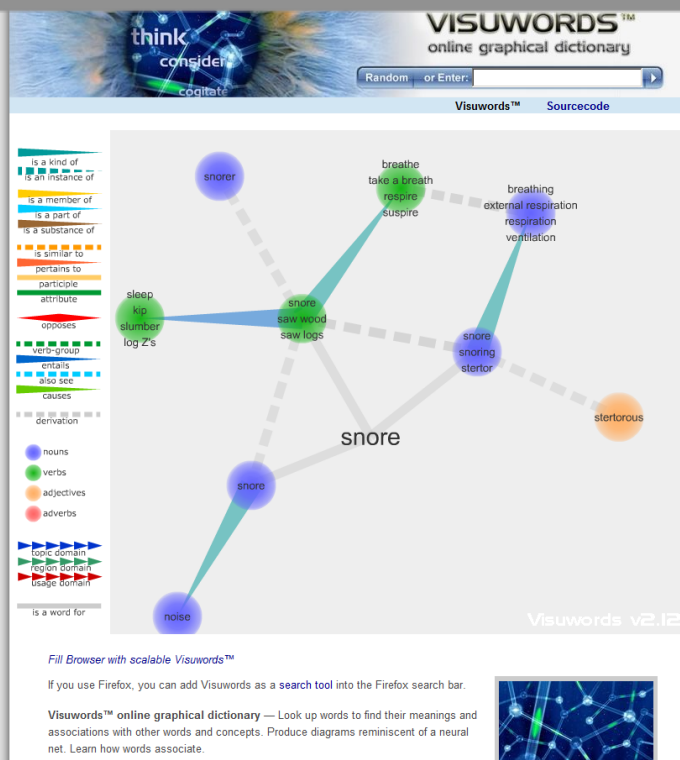 think
consider
cogitate
VISUWORDS™
online graphical dictionary
Random or Enter:
Visuwords™ Sourcecode
is a kind of
is an instance of
is a member of
is a part of
is a substance of
is similar to
pertains to
participle
attribute
opposes
verb-group
entails
also see
causes
derivation
nouns
verbs
adjectives
adverbs
topic domain
region domain
usage domain
is a word for
snorer
breathe
take a breath
respire
suspire
breathing
external respiration
respiration
ventilation
sleep
kip
slumber
log Z's
snore
saw wood
saw logs
snore
snoring
stertor
stertorous
snore
snore
noise
Visuwords v2.12
Fill Browser with scalable Visuwords™
If you use Firefox, you can add Visuwords as a search tool into the Firefox search bar.
Visuwords™ online graphical dictionary — Look up words to find their meanings and
associations with other words and concepts. Produce diagrams reminiscent of a neural
net. Learn how words associate.